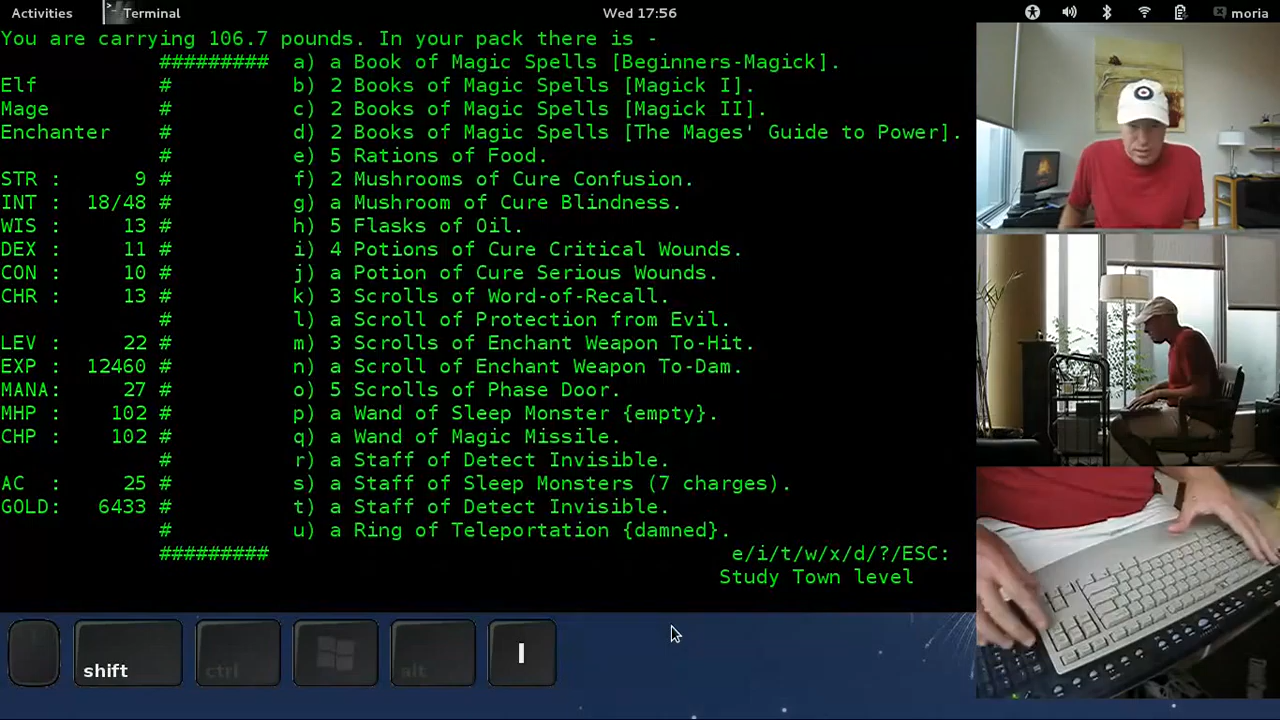 Activities Terminal Wed 17:56 moria
You are carrying 106.7 pounds. In your pack there is -
######### a) a Book of Magic Spells [Beginners-Magick].
Elf # b) 2 Books of Magic Spells [Magick I].
Mage # c) 2 Books of Magic Spells [Magick II].
Enchanter # d) 2 Books of Magic Spells [The Mages' Guide to Power].
# e) 5 Rations of Food.
STR : 9 # f) 2 Mushrooms of Cure Confusion.
INT : 18/48 # g) a Mushroom of Cure Blindness.
WIS : 13 # h) 5 Flasks of Oil.
DEX : 11 # i) 4 Potions of Cure Critical Wounds.
CON : 10 # j) a Potion of Cure Serious Wounds.
CHR : 13 # k) 3 Scrolls of Word-of-Recall.
# l) a Scroll of Protection from Evil.
LEV : 22 # m) 3 Scrolls of Enchant Weapon To-Hit.
EXP : 12460 # n) a Scroll of Enchant Weapon To-Dam.
MANA: 27 # o) 5 Scrolls of Phase Door.
MHP : 102 # p) a Wand of Sleep Monster {empty}.
CHP : 102 # q) a Wand of Magic Missile.
# r) a Staff of Detect Invisible.
AC : 25 # s) a Staff of Sleep Monsters (7 charges).
GOLD: 6433 # t) a Staff of Detect Invisible.
# u) a Ring of Teleportation {damned}.
######### e/i/t/w/x/d/?/ESC:
Study Town level
shift ctrl alt I